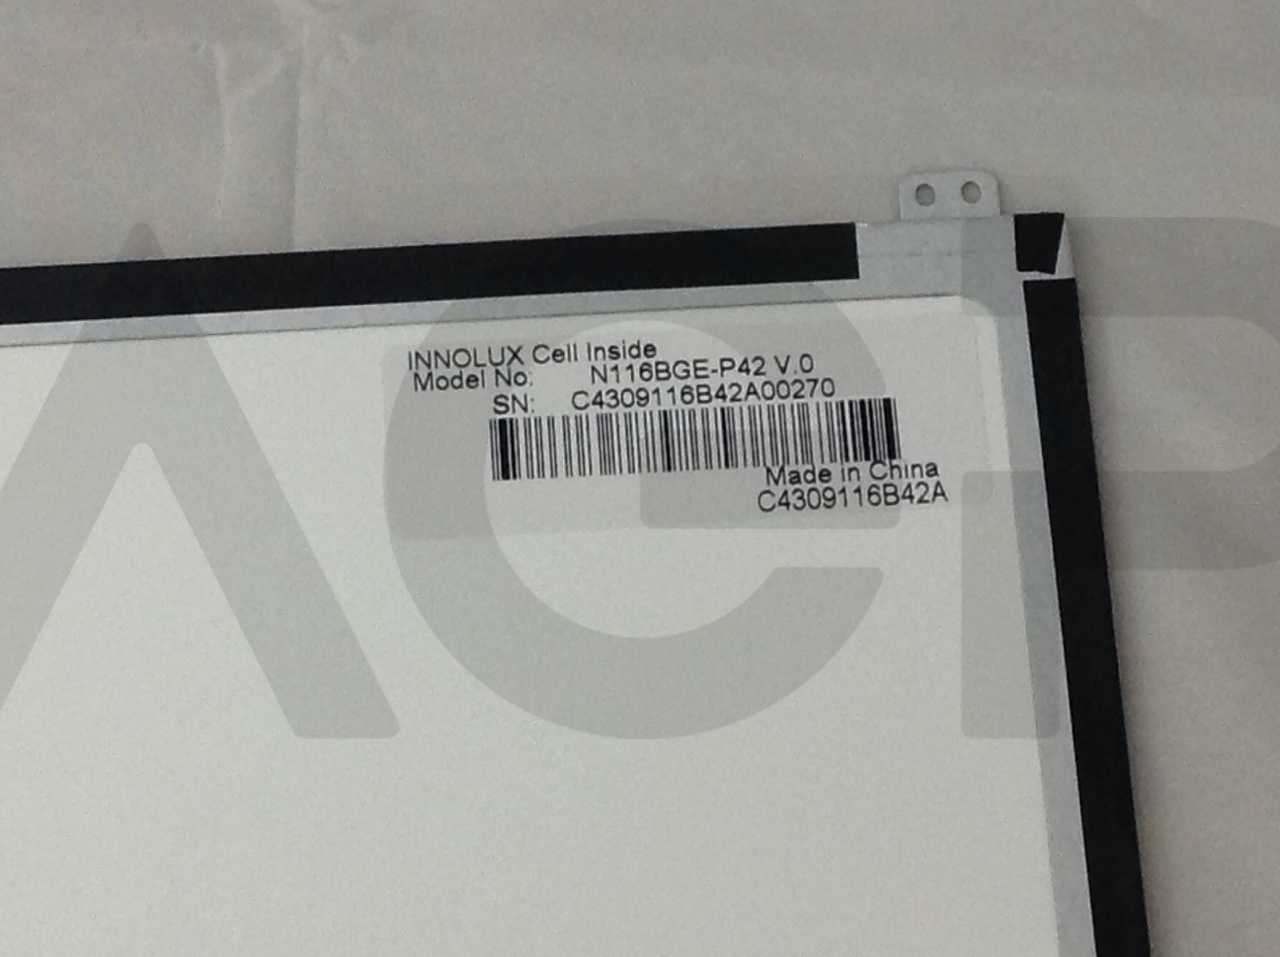 INNOLUX Cell Inside
Model No: N116BGE-P42 V.0
SN: C4309116B42A00270
Made in China
C4309116B42A